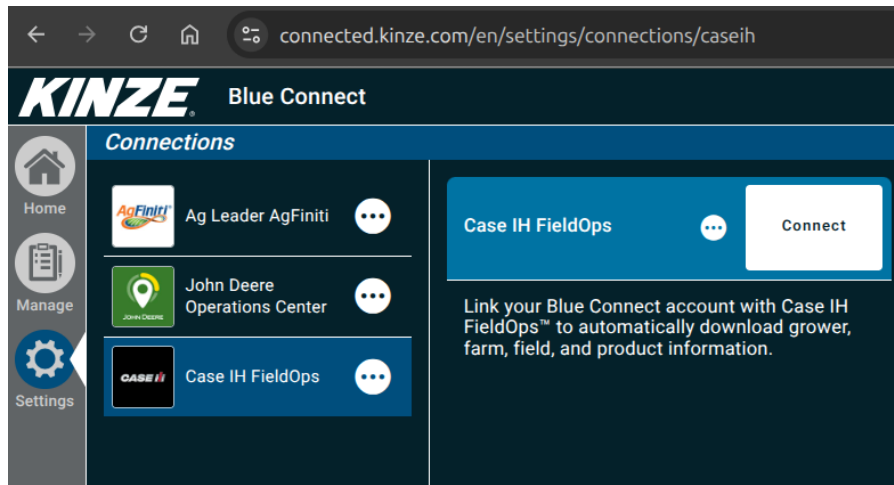 connected.kinze.com/en/settings/connections/caseih
KINZE® Blue Connect
Connections
Home
Manage
Settings
AgFiniti®
Ag Leader AgFiniti
JOHN DEERE
John Deere
Operations Center
CASE IH
Case IH FieldOps
Case IH FieldOps
Connect
Link your Blue Connect account with Case IH
FieldOps™ to automatically download grower,
farm, field, and product information.